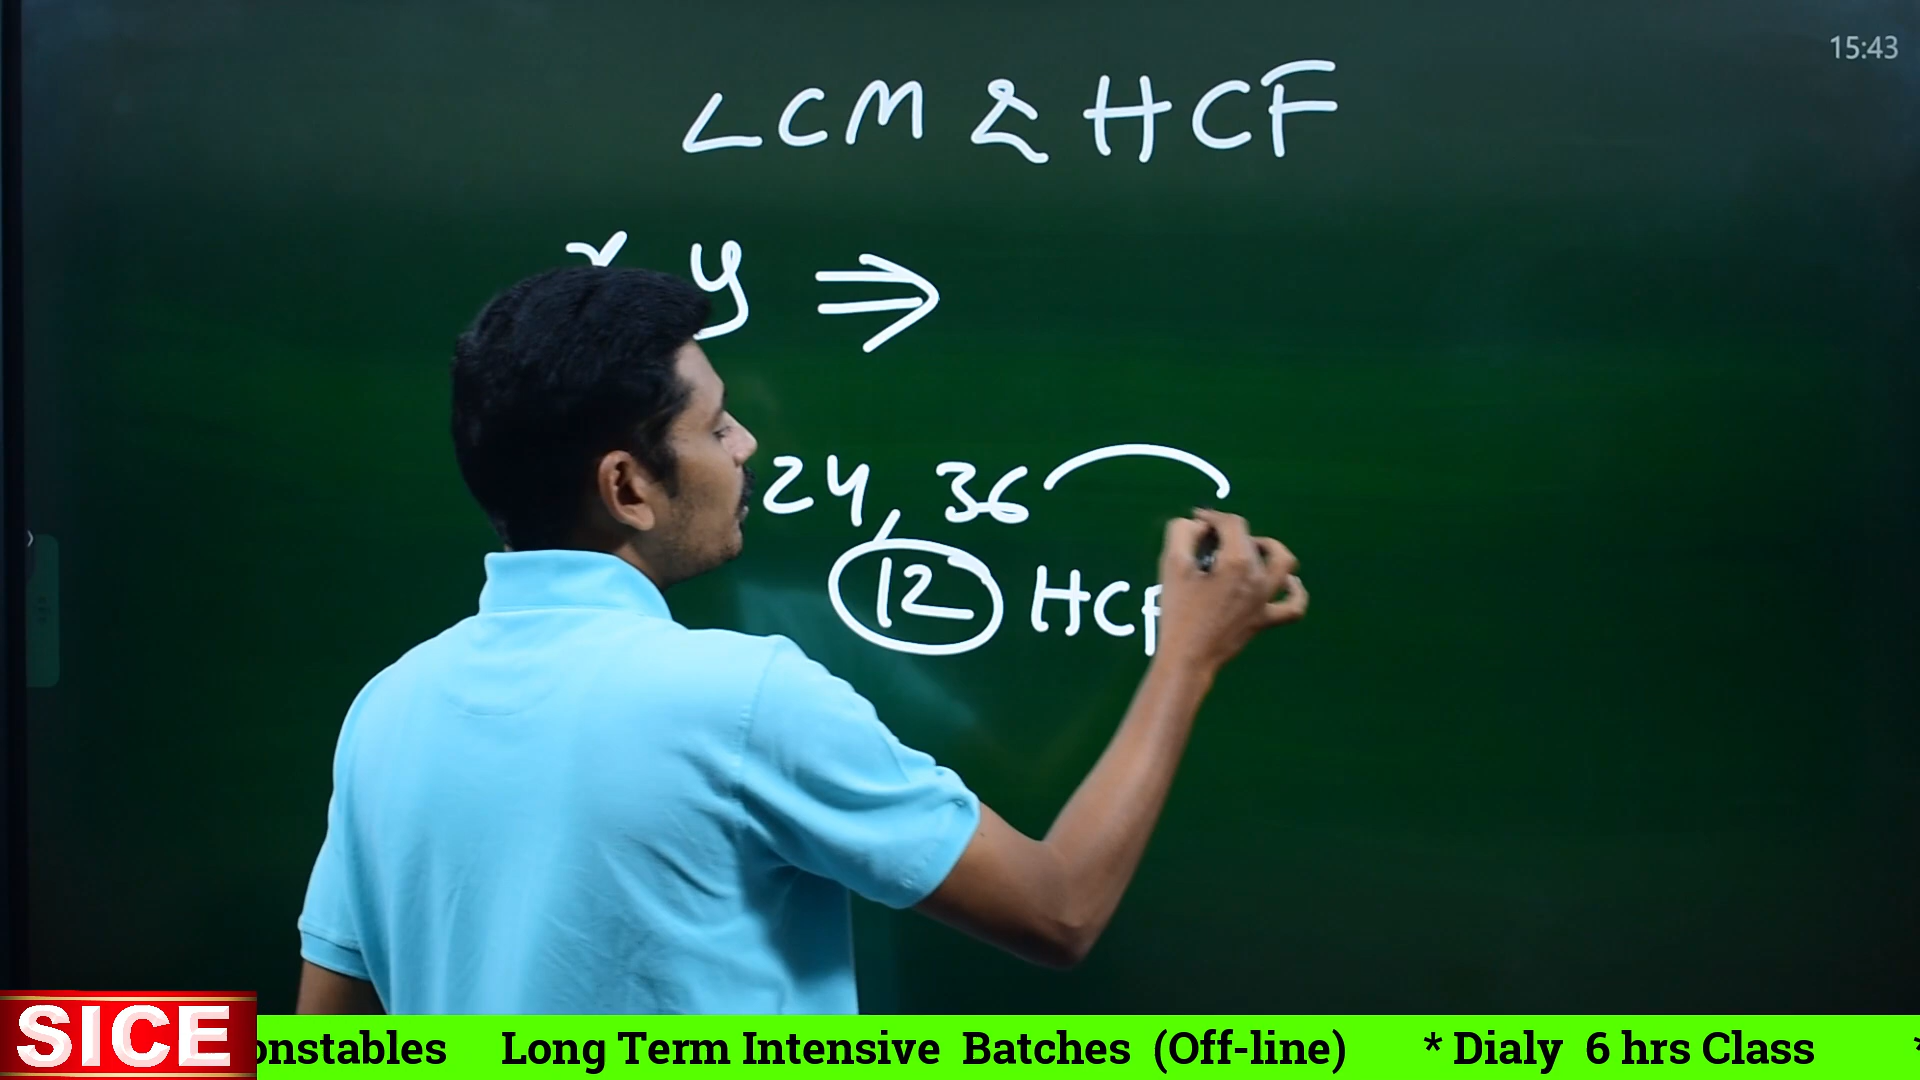 15:43
LCM & HCF
x y ⇒
24, 36
12 HCF
SICE
onstables Long Term Intensive Batches (Off-line) * Dialy 6 hrs Class *